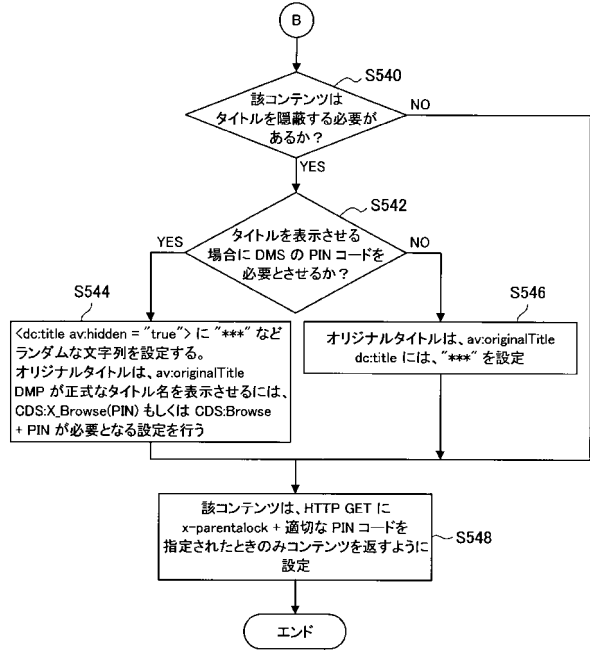 B
S540
該コンテンツは
タイトルを隠蔽する必要が
あるか？
NO
YES
S542
タイトルを表示させる
場合に DMS の PIN コードを
必要とさせるか？
YES
NO
S544
<dc:title av:hidden = "true"> に "***" など
ランダムな文字列を設定する。
オリジナルタイトルは、av:originalTitle
DMP が正式なタイトル名を表示させるには、
CDS:X_Browse(PIN) もしくは CDS:Browse
+ PIN が必要となる設定を行う
S546
オリジナルタイトルは、av:originalTitle
dc:title には、"***" を設定
該コンテンツは、HTTP GET に
x-parentalock + 適切な PIN コードを
指定されたときのみコンテンツを返すように
設定
S548
エンド